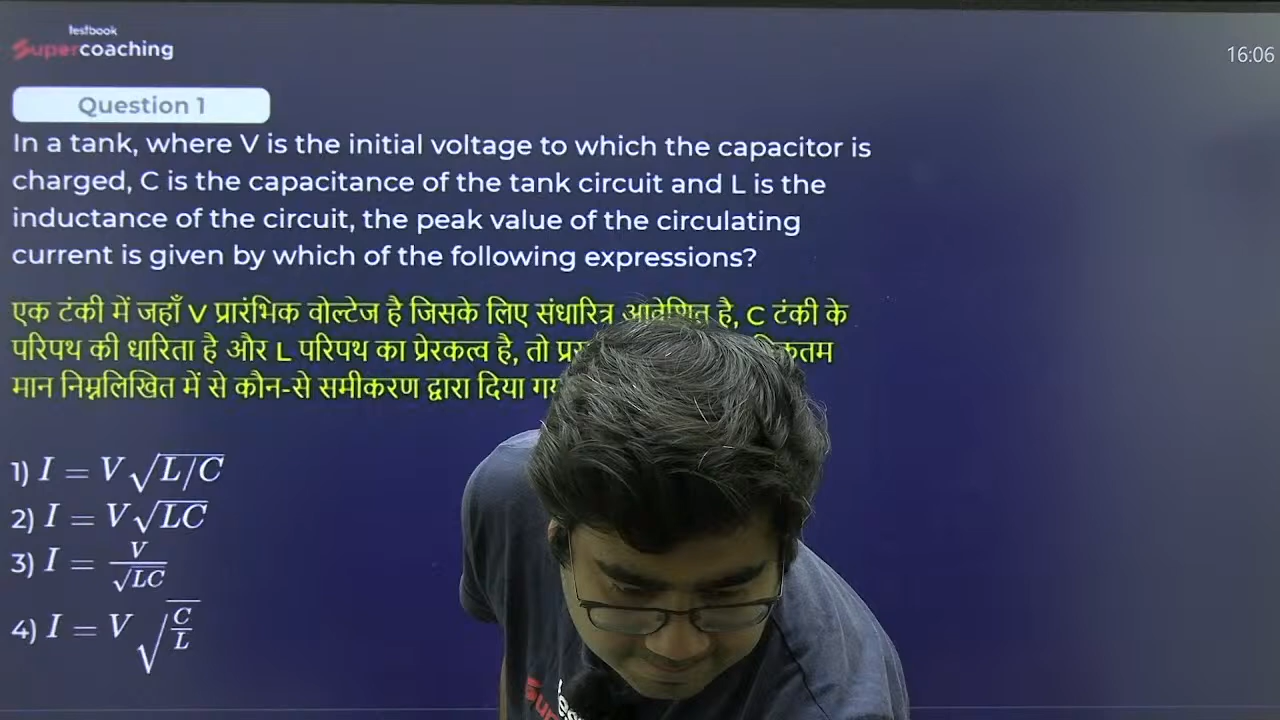 testbook
Supercoaching
16:06
Question 1
In a tank, where V is the initial voltage to which the capacitor is
charged, C is the capacitance of the tank circuit and L is the
inductance of the circuit, the peak value of the circulating
current is given by which of the following expressions?
एक टंकी में जहाँ V प्रारंभिक वोल्टेज है जिसके लिए संधारित्र आवेशित है, C टंकी के
परिपथ की धारिता है और L परिपथ का प्रेरकत्व है, तो
मान निम्नलिखित में से कौन-से समीकरण द्वारा दिया
1) I = V√(L/C)
2) I = V√(LC)
3) I = V/√(LC)
4) I = V√(C/L)